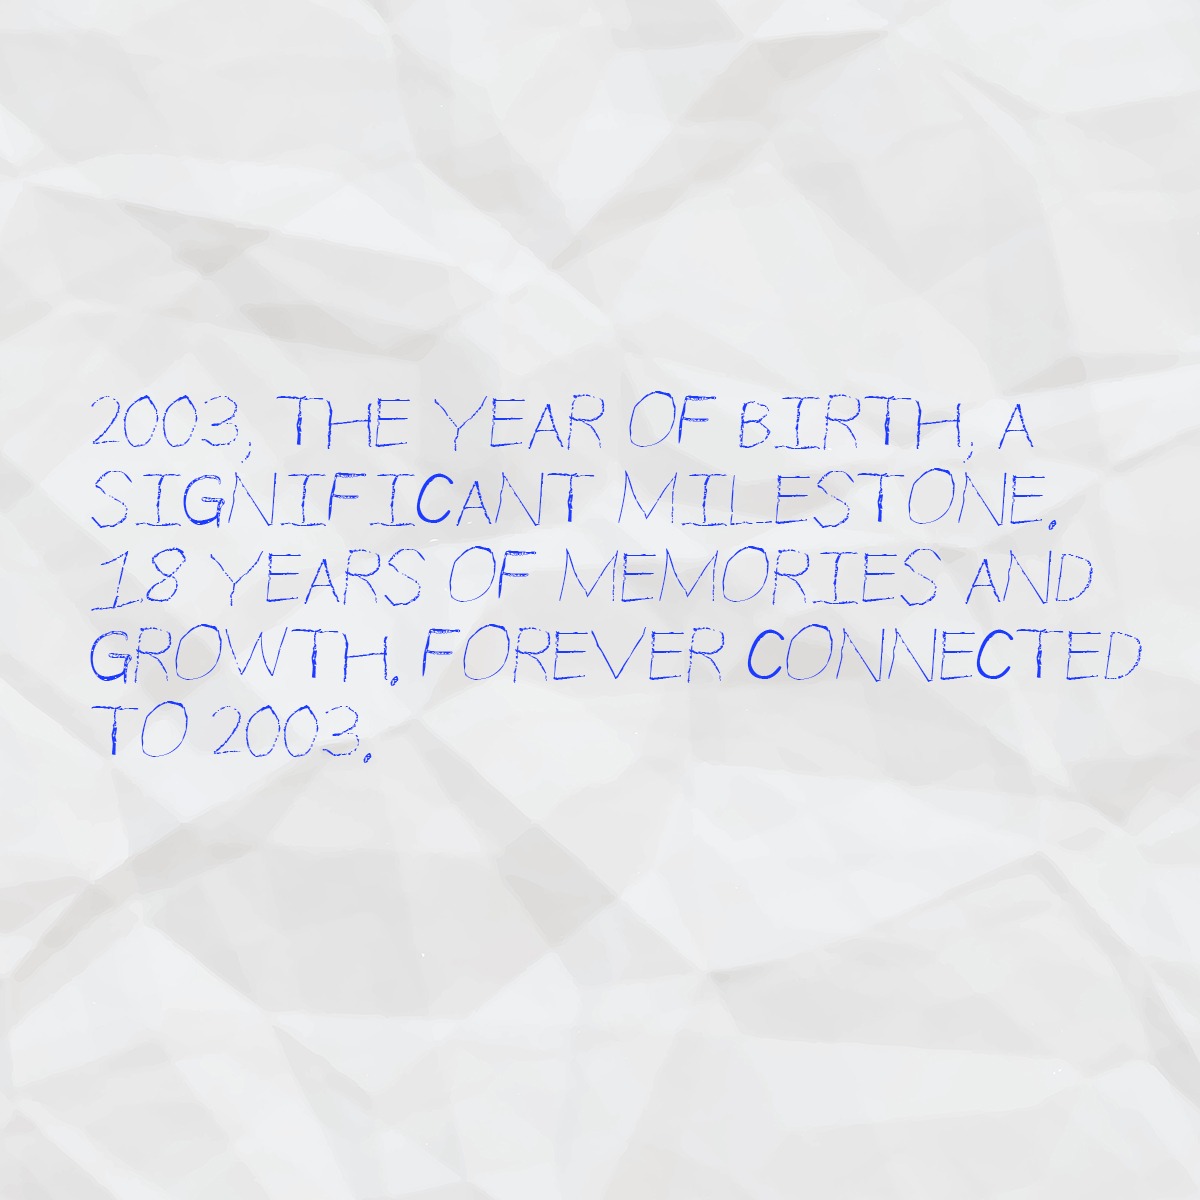 2003, THE YEAR OF BIRTH, A
SIGNIFICANT MILESTONE.
18 YEARS OF MEMORIES AND
GROWTH. FOREVER CONNECTED
TO 2003.